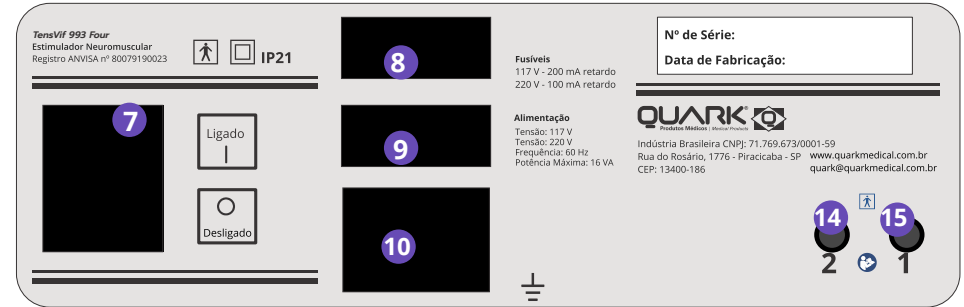 TensVif 993 Four
Estimulador Neuromuscular
Registro ANVISA nº 80079190023
IP21
7
Ligado
|
Desligado
8
9
10
Fusíveis
117 V - 200 mA retardo
220 V - 100 mA retardo
Alimentação
Tensão: 117 V
Tensão: 220 V
Frequência: 60 Hz
Potência Máxima: 16 VA
Nº de Série:
Data de Fabricação:
QUARK®
Produtos Médicos | Medical Products
Indústria Brasileira CNPJ: 71.769.673/0001-59
Rua do Rosário, 1776 - Piracicaba - SP www.quarkmedical.com.br
CEP: 13400-186 quark@quarkmedical.com.br
14 15
2 1